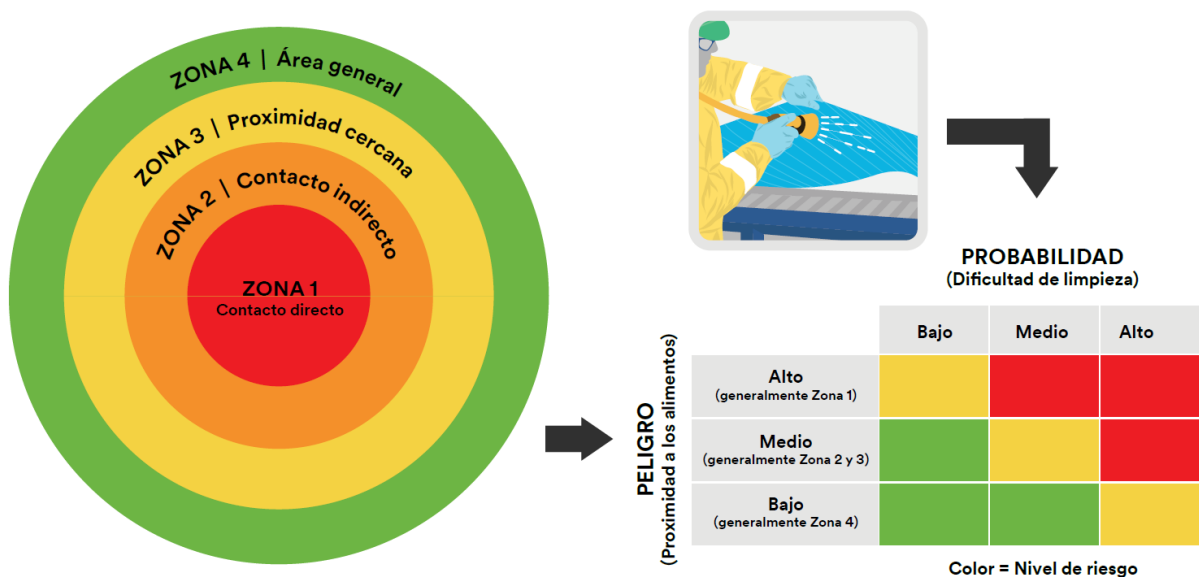 ZONA 4 | Área general
ZONA 3 | Proximidad cercana
ZONA 2 | Contacto indirecto
ZONA 1
Contacto directo
PROBABILIDAD
(Dificultad de limpieza)
Bajo Medio Alto
PELIGRO
(Proximidad a los alimentos)
Alto
(generalmente Zona 1)
Medio
(generalmente Zona 2 y 3)
Bajo
(generalmente Zona 4)
Color = Nivel de riesgo